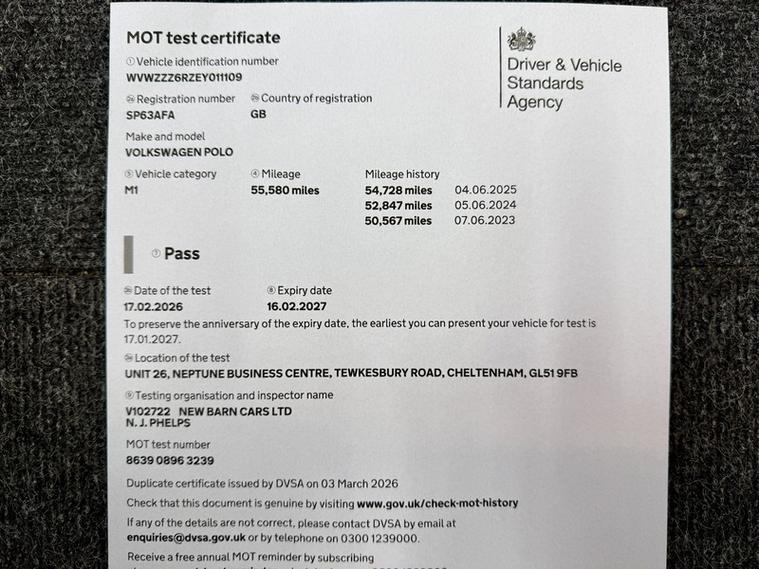 MOT test certificate
① Vehicle identification number
WVWZZZ6RZEY011109
Registration number Country of registration
SP63AFA GB
Make and model
VOLKSWAGEN POLO
⑤ Vehicle category ④ Mileage Mileage history
M1 55,580 miles 54,728 miles 04.06.2025
52,847 miles 05.06.2024
50,567 miles 07.06.2023
⑦ Pass
Date of the test ⑧ Expiry date
17.02.2026 16.02.2027
To preserve the anniversary of the expiry date, the earliest you can present your vehicle for test is
17.01.2027.
Location of the test
UNIT 26, NEPTUNE BUSINESS CENTRE, TEWKESBURY ROAD, CHELTENHAM, GL51 9FB
⑨ Testing organisation and inspector name
V102722 NEW BARN CARS LTD
N. J. PHELPS
MOT test number
8639 0896 3239
Duplicate certificate issued by DVSA on 03 March 2026
Check that this document is genuine by visiting www.gov.uk/check-mot-history
If any of the details are not correct, please contact DVSA by email at
enquiries@dvsa.gov.uk or by telephone on 0300 1239000.
Receive a free annual MOT reminder by subscribing
Driver & Vehicle
Standards
Agency